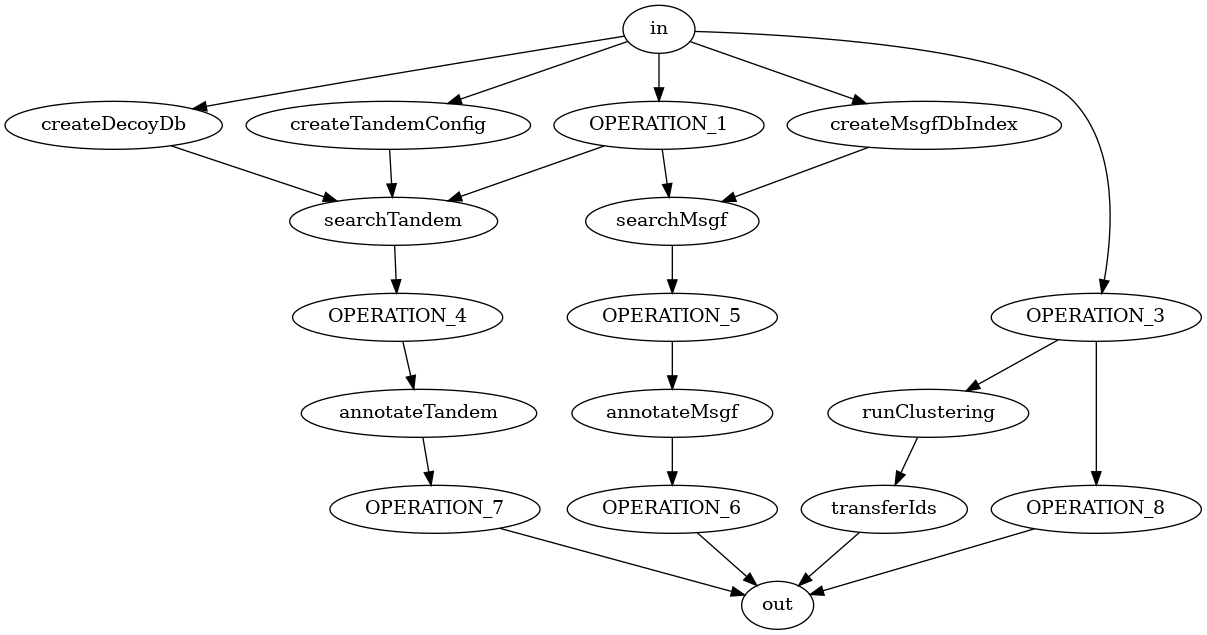 in
createDecoyDb
createTandemConfig
OPERATION_1
createMsgfDbIndex
searchTandem
searchMsgf
OPERATION_4
OPERATION_5
OPERATION_3
annotateTandem
annotateMsgf
runClustering
OPERATION_7
OPERATION_6
transferIds
OPERATION_8
out